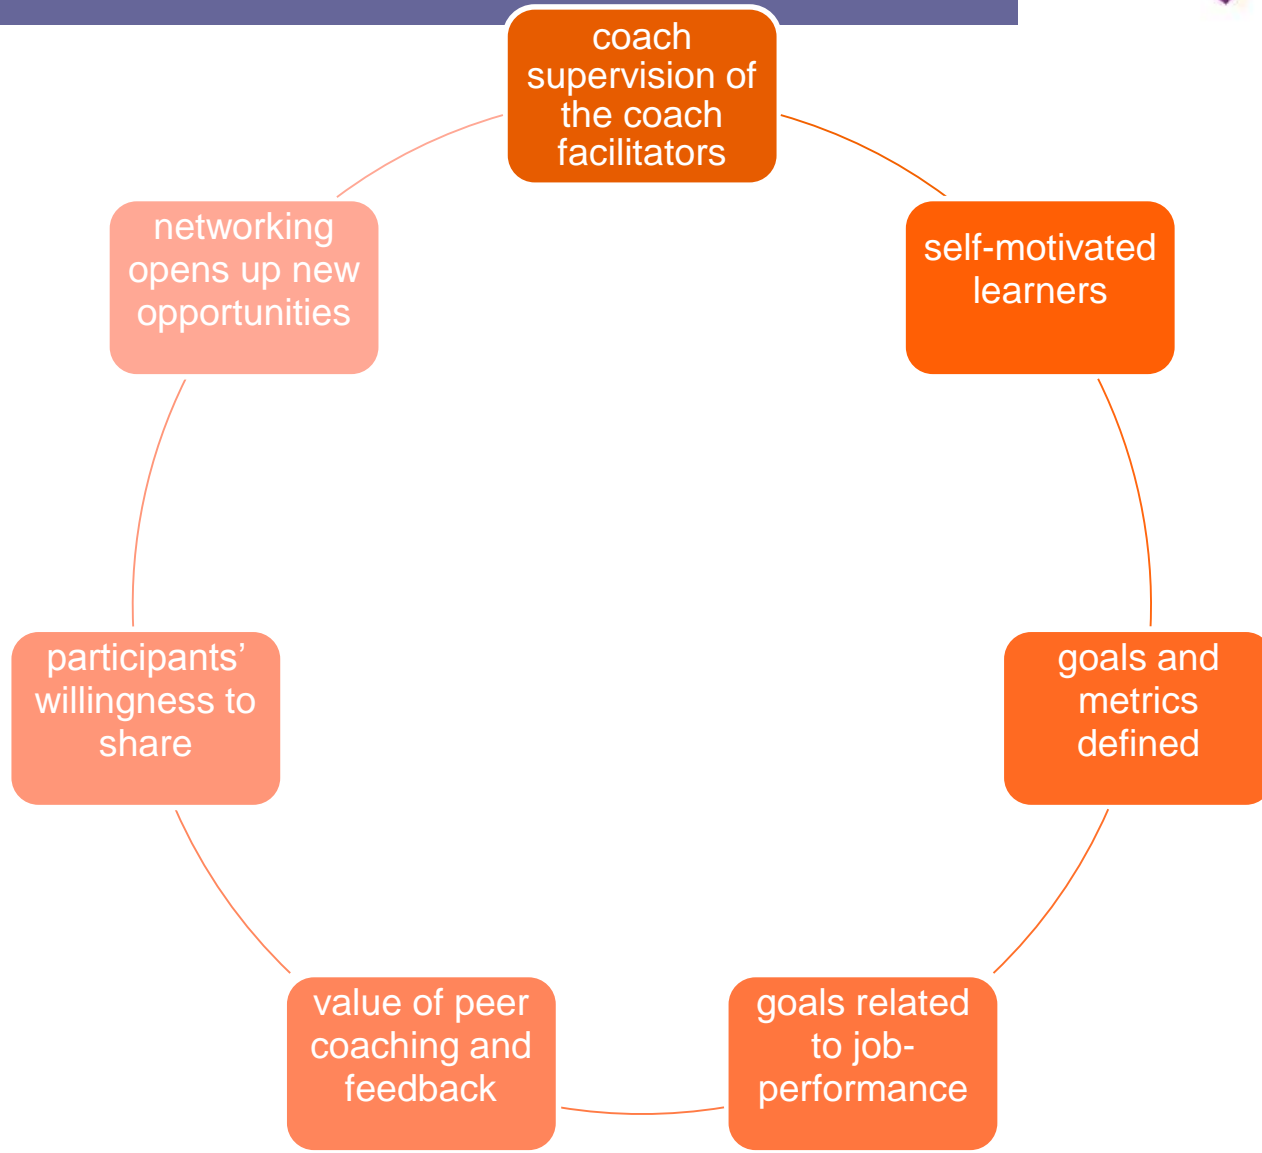 coach
supervision of
the coach
facilitators
self-motivated
learners
goals and
metrics
defined
goals related
to job-
performance
value of peer
coaching and
feedback
participants’
willingness to
share
networking
opens up new
opportunities